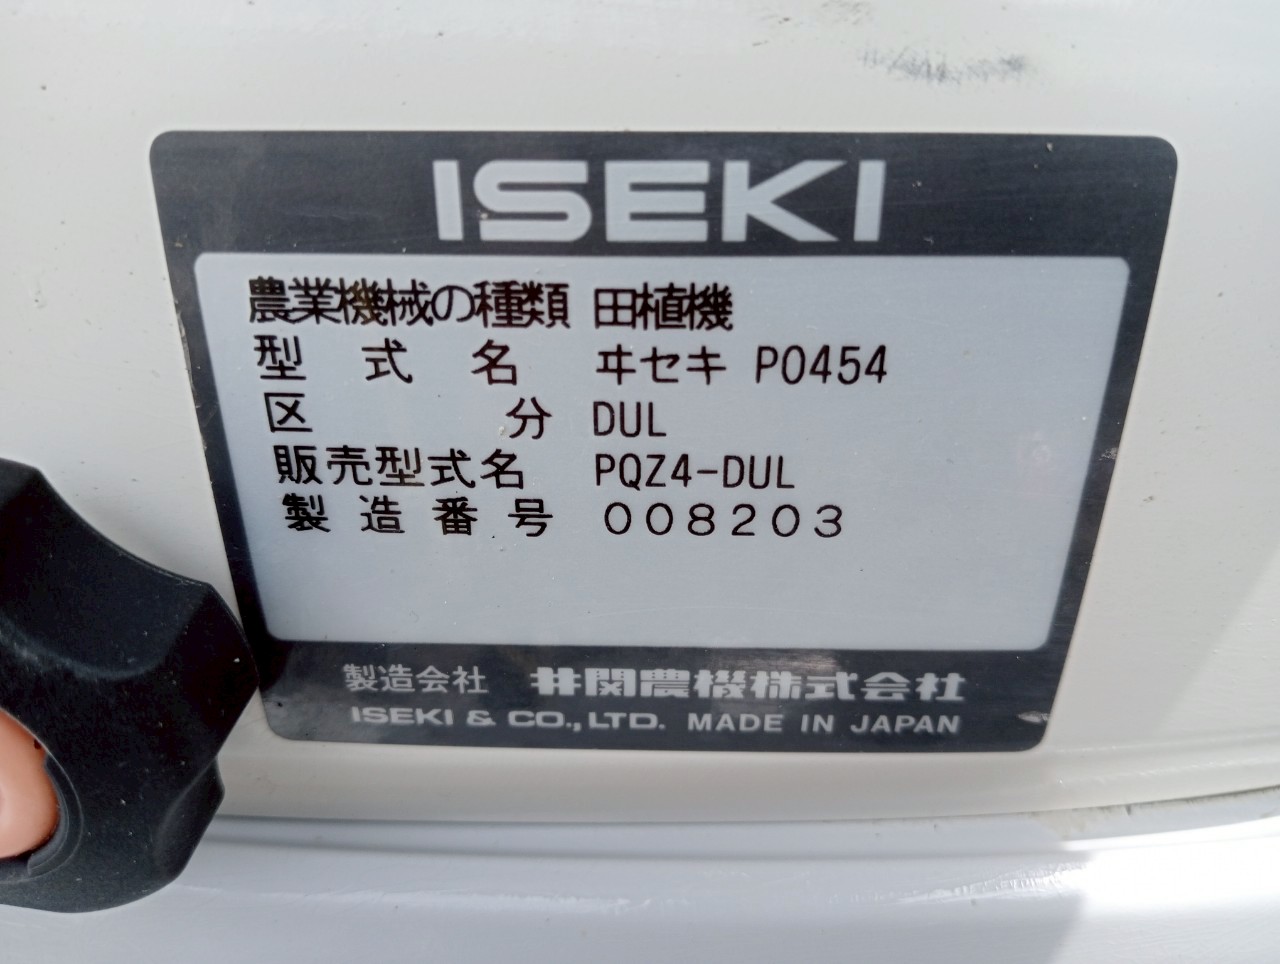 ISEKI
農業機械の種類 田植機
型式名 ヰセキ P0454
区分 DUL
販売型式名 PQZ4-DUL
製造番号 008203
製造会社 井関農機株式会社
ISEKI & CO.,LTD. MADE IN JAPAN